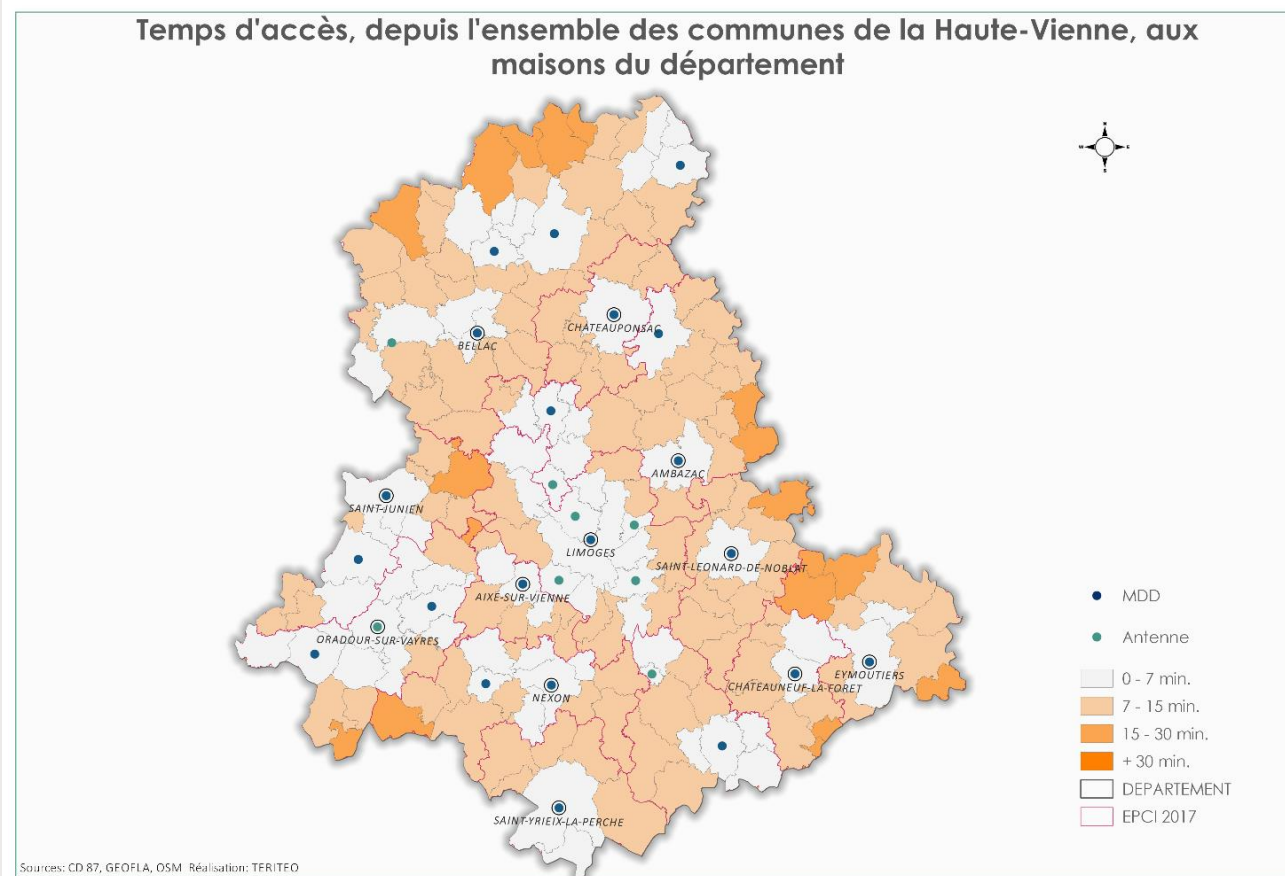 Temps d'accès, depuis l'ensemble des communes de la Haute-Vienne, aux
maisons du département
N
W
E
S
CHATEAUPONSAC
BELLAC
AMBAZAC
SAINT-JUNIEN
LIMOGES
SAINT-LEONARD-DE-NOBLAT
AIXE-SUR-VIENNE
ORADOUR-SUR-VAYRES
EYMOUTIERS
CHATEAUNEUF-LA-FORET
NEXON
SAINT-YRIEIX-LA-PERCHE
MDD
Antenne
0 - 7 min.
7 - 15 min.
15 - 30 min.
+ 30 min.
DEPARTEMENT
EPCI 2017
Sources: CD 87, GEOFLA, OSM Réalisation: TERITEO